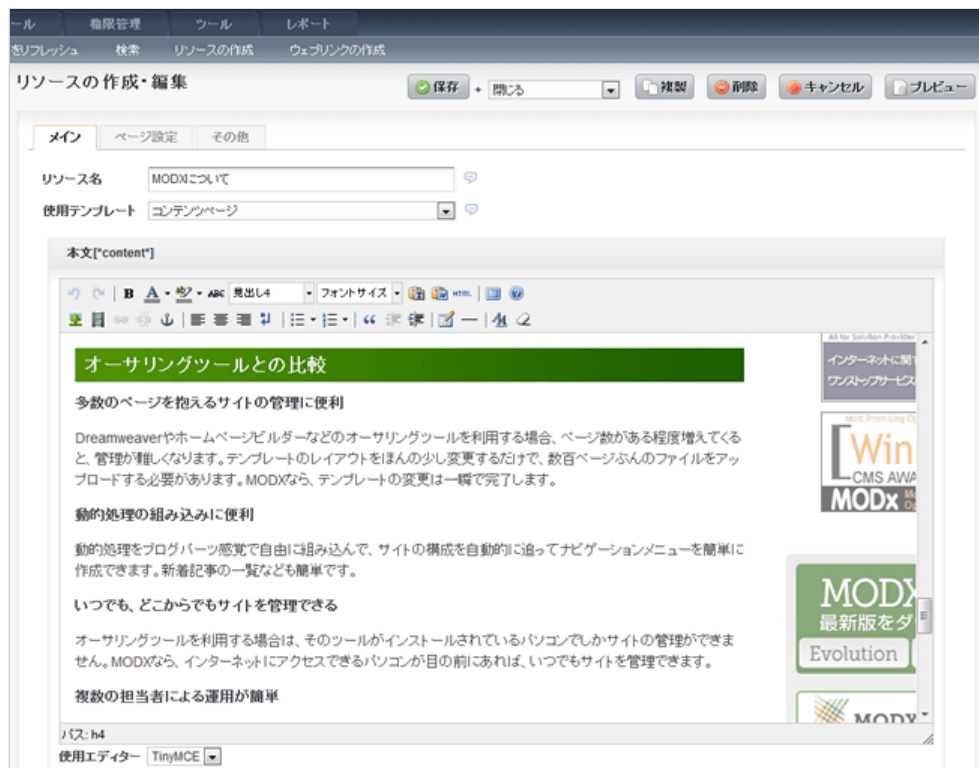 ール 権限管理 ツール レポート
をリフレッシュ 検索 リソースの作成 ウェブリンクの作成
リソースの作成・編集
保存 + 閉じる 複製 削除 キャンセル プレビュー
メイン ページ設定 その他
リソース名 MODXについて
使用テンプレート コンテンツページ
本文[*content*]
B A ABC 見出し4 フォントサイズ HTML
オーサリングツールとの比較
多数のページを抱えるサイトの管理に便利
Dreamweaverやホームページビルダーなどのオーサリングツールを利用する場合、ページ数がある程度増えてくる
と、管理が難しくなります。テンプレートのレイアウトをほんの少し変更するだけで、数百ページぶんのファイルをアッ
プロードする必要があります。MODXなら、テンプレートの変更は一瞬で完了します。
動的処理の組み込みに便利
動的処理をブログパーツ感覚で自由に組み込んで、サイトの構成を自動的に追ってナビゲーションメニューを簡単に
作成できます。新着記事の一覧なども簡単です。
いつでも、どこからでもサイトを管理できる
オーサリングツールを利用する場合は、そのツールがインストールされているパソコンでしかサイトの管理ができま
せん。MODXなら、インターネットにアクセスできるパソコンが目の前にあれば、いつでもサイトを管理できます。
複数の担当者による運用が簡単
All for Solution Provider
インターネットに関
ワンストップサービス
Most Promising Op
Win
CMS AWA
MODx
MODX
最新版をダ
Evolution
MODX
パス: h4
使用エディター TinyMCE